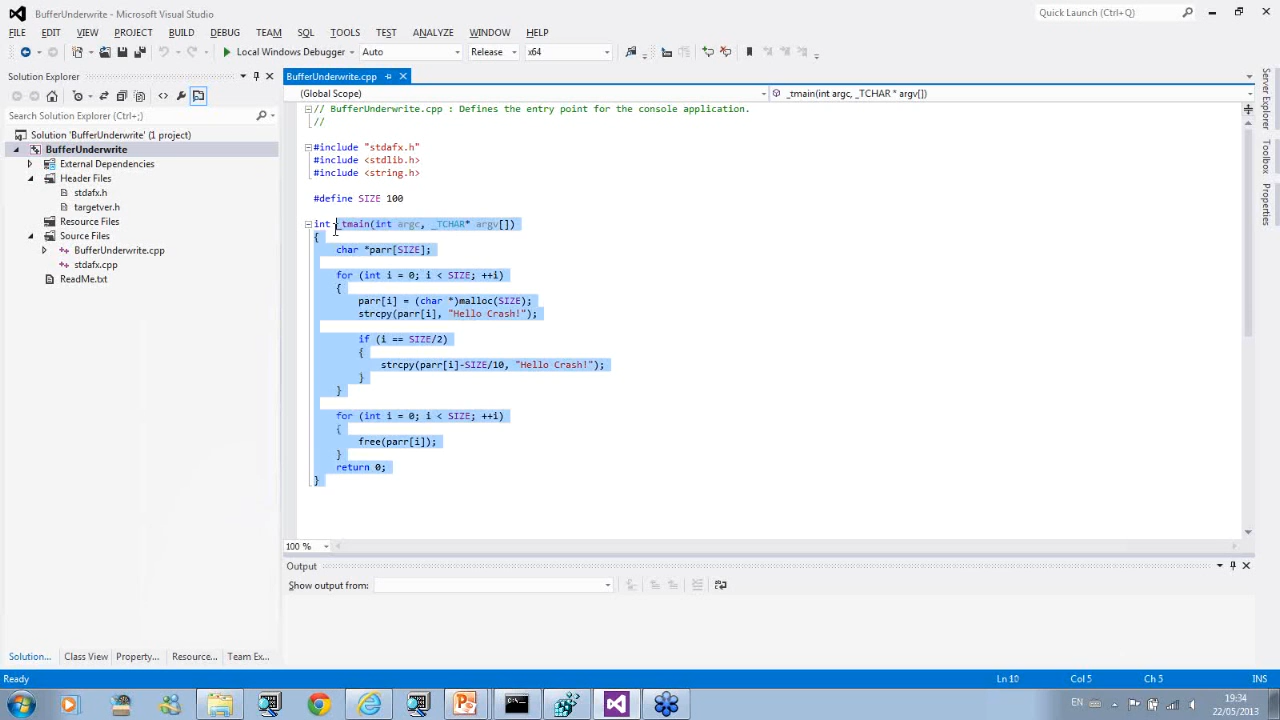 BufferUnderwrite - Microsoft Visual Studio
Quick Launch (Ctrl+Q)
FILE EDIT VIEW PROJECT BUILD DEBUG TEAM SQL TOOLS TEST ANALYZE WINDOW HELP
Local Windows Debugger Auto Release x64
Solution Explorer
Search Solution Explorer (Ctrl+;)
Solution 'BufferUnderwrite' (1 project)
BufferUnderwrite
External Dependencies
Header Files
stdafx.h
targetver.h
Resource Files
Source Files
BufferUnderwrite.cpp
stdafx.cpp
ReadMe.txt
Solution... Class View Property... Resource... Team Ex...
BufferUnderwrite.cpp
(Global Scope) _tmain(int argc, _TCHAR * argv[])
// BufferUnderwrite.cpp : Defines the entry point for the console application.
//
#include "stdafx.h"
#include <stdlib.h>
#include <string.h>
#define SIZE 100
int _tmain(int argc, _TCHAR* argv[])
{
char *parr[SIZE];
for (int i = 0; i < SIZE; ++i)
{
parr[i] = (char *)malloc(SIZE);
strcpy(parr[i], "Hello Crash!");
if (i == SIZE/2)
{
strcpy(parr[i]-SIZE/10, "Hello Crash!");
}
}
for (int i = 0; i < SIZE; ++i)
{
free(parr[i]);
}
return 0;
}
100 %
Output
Show output from:
Server Explorer
Toolbox
Properties
Ready Ln 10 Col 5 Ch 5 INS
EN 19:34
22/05/2013